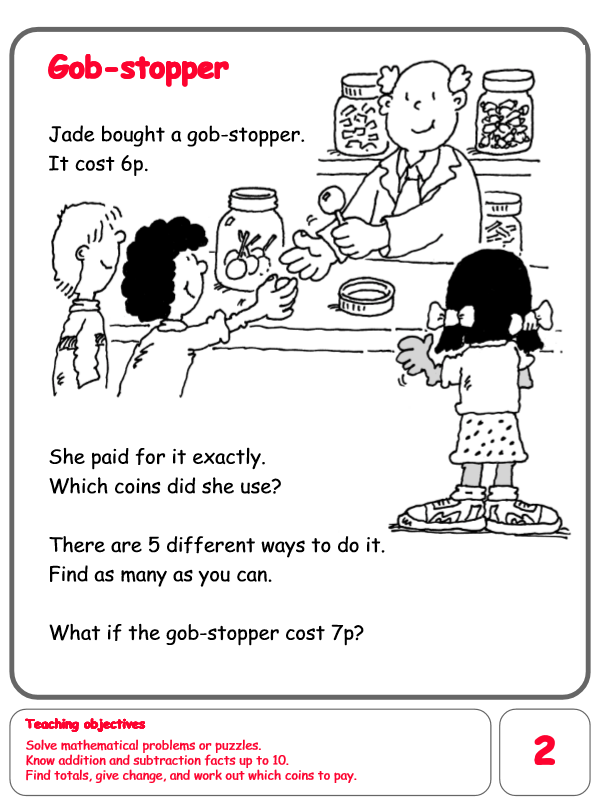 Gob-stopper
Jade bought a gob-stopper.
It cost 6p.
She paid for it exactly.
Which coins did she use?
There are 5 different ways to do it.
Find as many as you can.
What if the gob-stopper cost 7p?
Teaching objectives
Solve mathematical problems or puzzles.
Know addition and subtraction facts up to 10.
Find totals, give change, and work out which coins to pay.
2